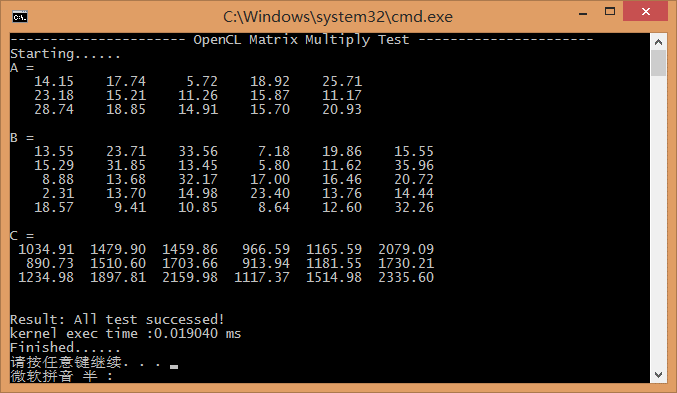 C:\Windows\system32\cmd.exe
---------------------- OpenCL Matrix Multiply Test ----------------------
Starting......
A =
14.15 17.74 5.72 18.92 25.71
23.18 15.21 11.26 15.87 11.17
28.74 18.85 14.91 15.70 20.93
B =
13.55 23.71 33.56 7.18 19.86 15.55
15.29 31.85 13.45 5.80 11.62 35.96
8.88 13.68 32.17 17.00 16.46 20.72
2.31 13.70 14.98 23.40 13.76 14.44
18.57 9.41 10.85 8.64 12.60 32.26
C =
1034.91 1479.90 1459.86 966.59 1165.59 2079.09
890.73 1510.60 1703.66 913.94 1181.55 1730.21
1234.98 1897.81 2159.98 1117.37 1514.98 2335.60
Result: All test successed!
kernel exec time :0.019040 ms
Finished......
请按任意键继续. . .
微软拼音 半 :